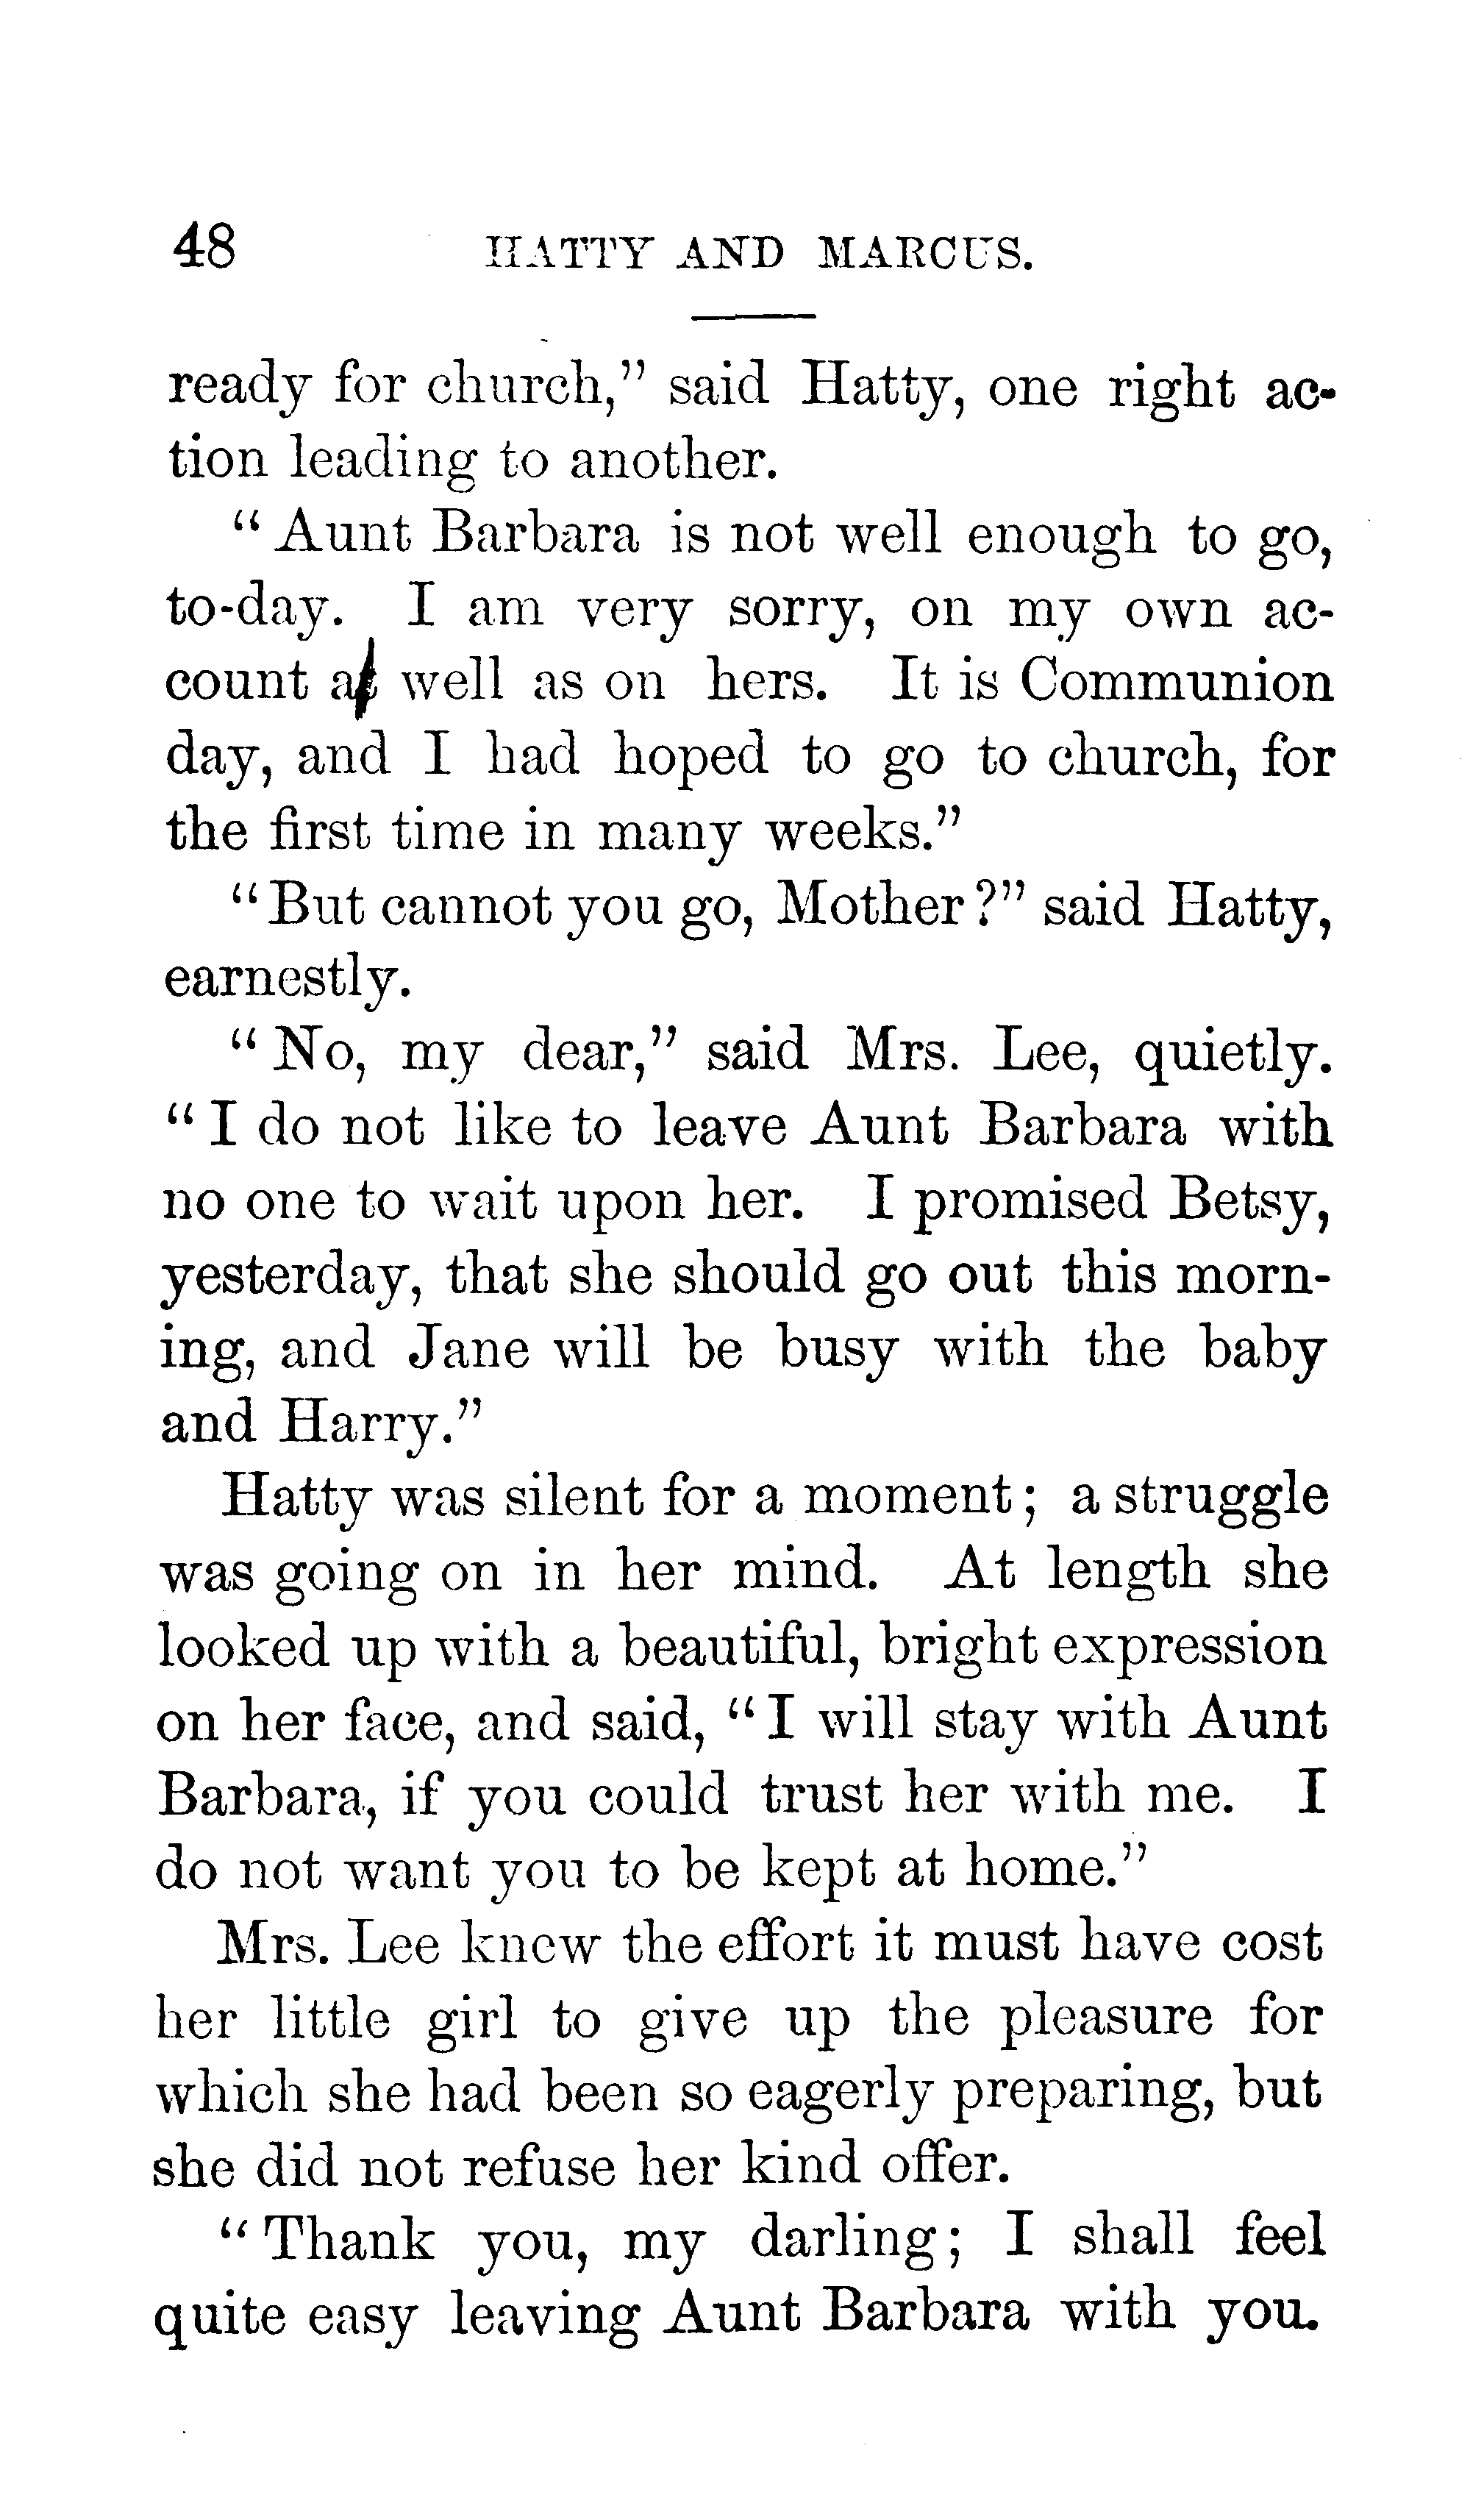 48 HATTY AND MARCUS.
ready for church,” said Hatty, one right ac-
tion leading to another.
“Aunt Barbara is not well enough to go,
to-day. I am very sorry, on my own ac-
count as well as on hers. It is Communion
day, and I had hoped to go to church, for
the first time in many weeks.”
“But cannot you go, Mother?” said Hatty,
earnestly.
“No, my dear,” said Mrs. Lee, quietly.
“I do not like to leave Aunt Barbara with
no one to wait upon her. I promised Betsy,
yesterday, that she should go out this morn-
ing, and Jane will be busy with the baby
and Harry.”
Hatty was silent for a moment; a struggle
was going on in her mind. At length she
looked up with a beautiful, bright expression
on her face, and said, “I will stay with Aunt
Barbara, if you could trust her with me. I
do not want you to be kept at home.”
Mrs. Lee knew the effort it must have cost
her little girl to give up the pleasure for
which she had been so eagerly preparing, but
she did not refuse her kind offer.
“Thank you, my darling; I shall feel
quite easy leaving Aunt Barbara with you.